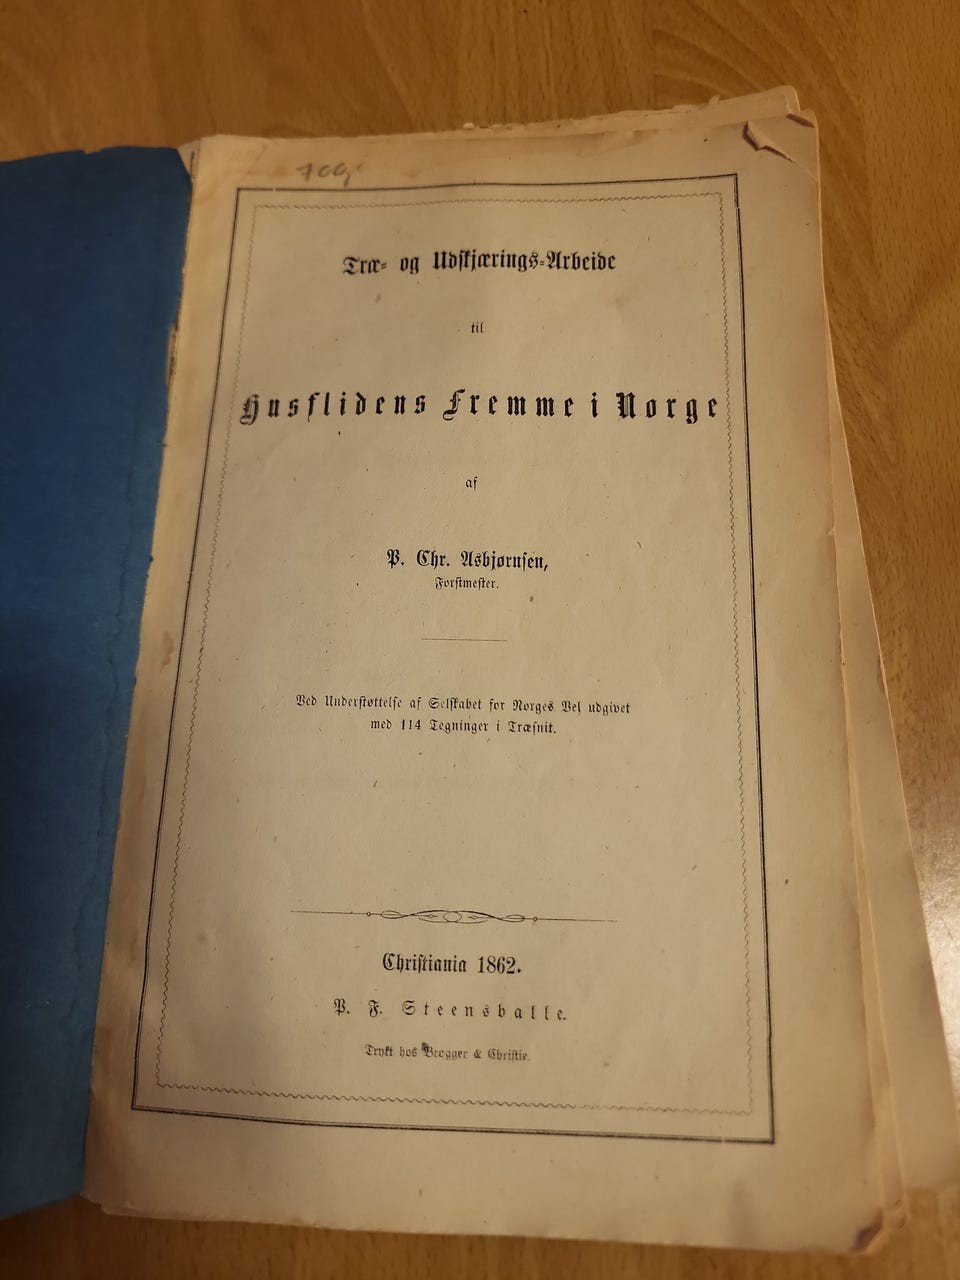 700,
Træ- og Udskjærings-Arbeide
til
Husflidens Fremme i Norge
af
P. Chr. Asbjørnsen,
Forstmester.
Ved Understøttelse af Selskabet for Norges Vel udgivet
med 114 Tegninger i Træsnit.
Christiania 1862.
P. F. Steensballe.
Trykt hos Brøgger & Christie.